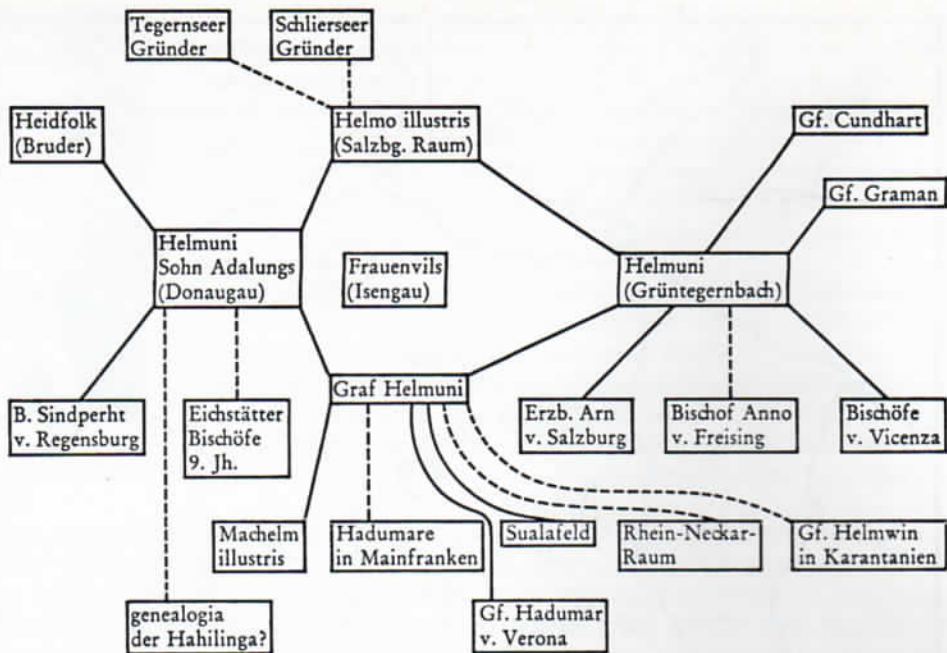 Tegernseer
Gründer
Schlierseer
Gründer
Heidfolk
(Bruder)
Helmo illustris
(Salzbg. Raum)
Gf. Cundhart
Gf. Graman
Helmuni
Sohn Adalungs
(Donaugau)
Frauenvils
(Isengau)
Helmuni
(Grüntegernbach)
Graf Helmuni
B. Sindperht
v. Regensburg
Eichstätter
Bischöfe
9. Jh.
Erzb. Arn
v. Salzburg
Bischof Anno
v. Freising
Bischöfe
v. Vicenza
Machelm
illustris
Hadumare
in Mainfranken
Sualafeld
Rhein-Neckar-
Raum
Gf. Helmwin
in Karantanien
genealogia
der Hahilinga?
Gf. Hadumar
v. Verona